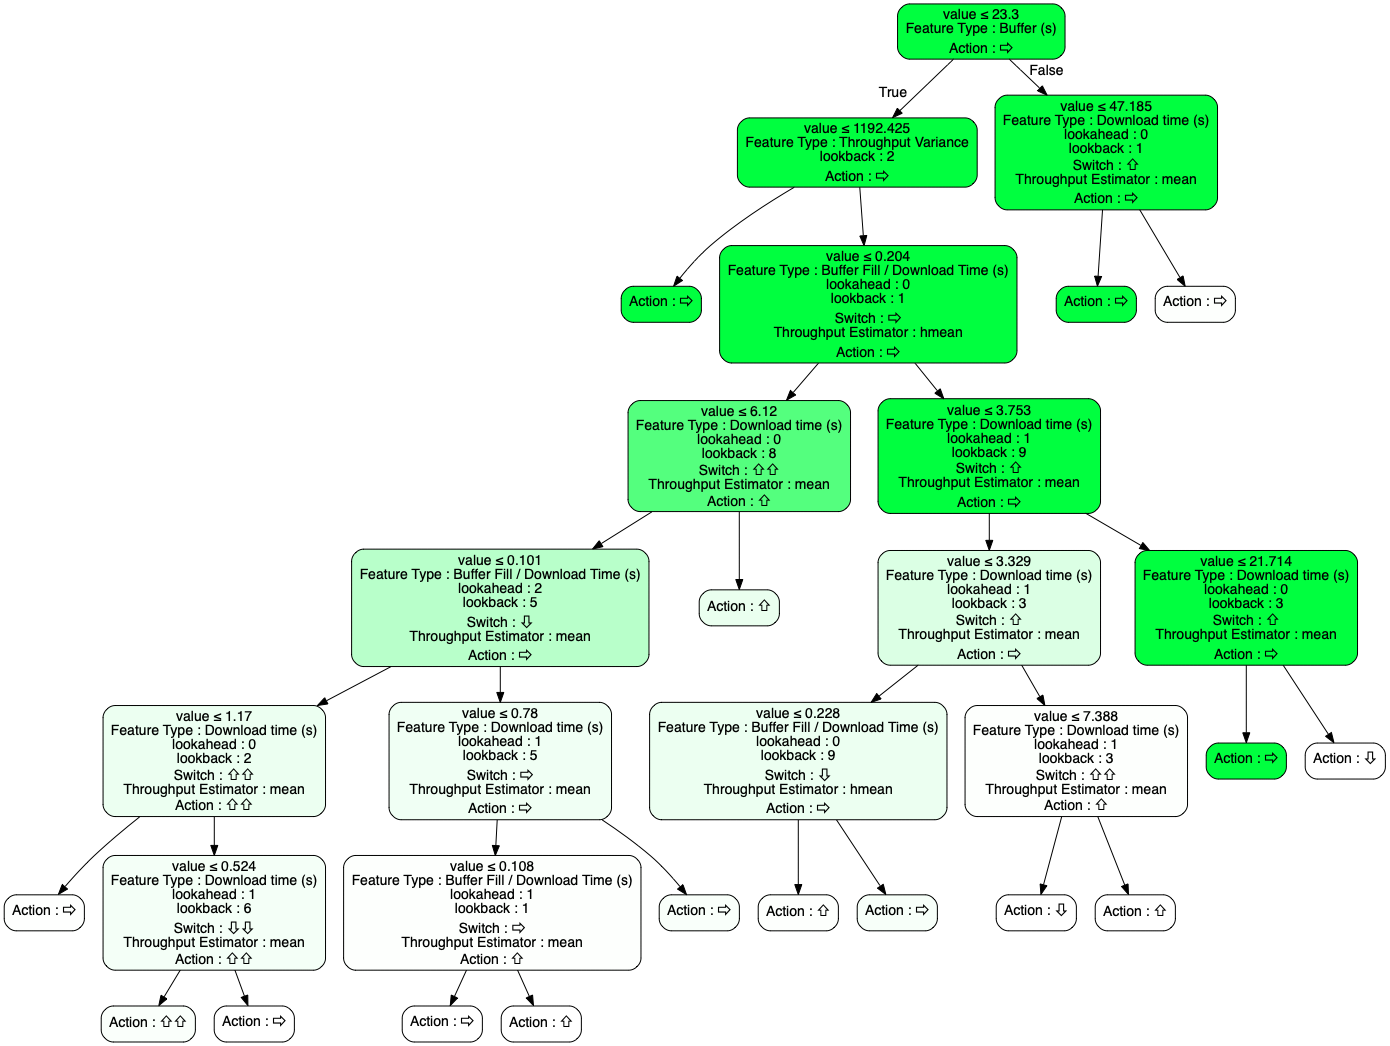 value ≤ 23.3
Feature Type : Buffer (s)
Action : ⇨
True
False
value ≤ 47.185
Feature Type : Download time (s)
lookahead : 0
lookback : 1
Switch : ⇧
Throughput Estimator : mean
Action : ⇨
value ≤ 1192.425
Feature Type : Throughput Variance
lookback : 2
Action : ⇨
value ≤ 0.204
Feature Type : Buffer Fill / Download Time (s)
lookahead : 0
lookback : 1
Switch : ⇨
Throughput Estimator : hmean
Action : ⇨
Action : ⇨
Action : ⇨
Action : ⇨
value ≤ 6.12
Feature Type : Download time (s)
lookahead : 0
lookback : 8
Switch : ⇧⇧
Throughput Estimator : mean
Action : ⇧
value ≤ 3.753
Feature Type : Download time (s)
lookahead : 1
lookback : 9
Switch : ⇧
Throughput Estimator : mean
Action : ⇨
value ≤ 0.101
Feature Type : Buffer Fill / Download Time (s)
lookahead : 2
lookback : 5
Switch : ⇩
Throughput Estimator : mean
Action : ⇨
Action : ⇧
value ≤ 3.329
Feature Type : Download time (s)
lookahead : 1
lookback : 3
Switch : ⇧
Throughput Estimator : mean
Action : ⇨
value ≤ 21.714
Feature Type : Download time (s)
lookahead : 0
lookback : 3
Switch : ⇧
Throughput Estimator : mean
Action : ⇨
value ≤ 1.17
Feature Type : Download time (s)
lookahead : 0
lookback : 2
Switch : ⇧⇧
Throughput Estimator : mean
Action : ⇧⇧
value ≤ 0.78
Feature Type : Download time (s)
lookahead : 1
lookback : 5
Switch : ⇨
Throughput Estimator : mean
Action : ⇨
value ≤ 0.228
Feature Type : Buffer Fill / Download Time (s)
lookahead : 0
lookback : 9
Switch : ⇩
Throughput Estimator : hmean
Action : ⇨
value ≤ 7.388
Feature Type : Download time (s)
lookahead : 1
lookback : 3
Switch : ⇧⇧
Throughput Estimator : mean
Action : ⇧
Action : ⇨
Action : ⇩
Action : ⇨
value ≤ 0.524
Feature Type : Download time (s)
lookahead : 1
lookback : 6
Switch : ⇩⇩
Throughput Estimator : mean
Action : ⇧⇧
value ≤ 0.108
Feature Type : Buffer Fill / Download Time (s)
lookahead : 1
lookback : 1
Switch : ⇨
Throughput Estimator : mean
Action : ⇧
Action : ⇨
Action : ⇧
Action : ⇨
Action : ⇩
Action : ⇧
Action : ⇧⇧
Action : ⇨
Action : ⇨
Action : ⇧